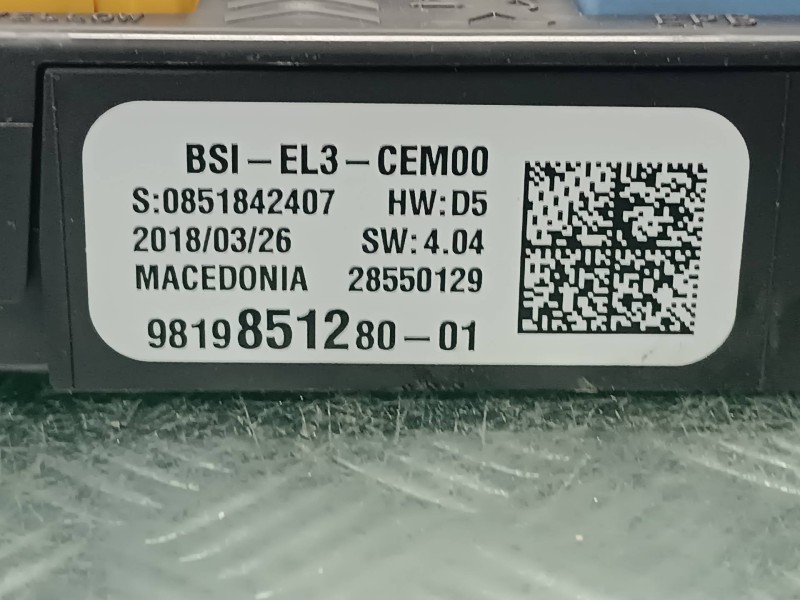 BSI-EL3-CEM00
S:0851842407 HW:D5
2018/03/26 SW:4.04
MACEDONIA 28550129
9819851280-01